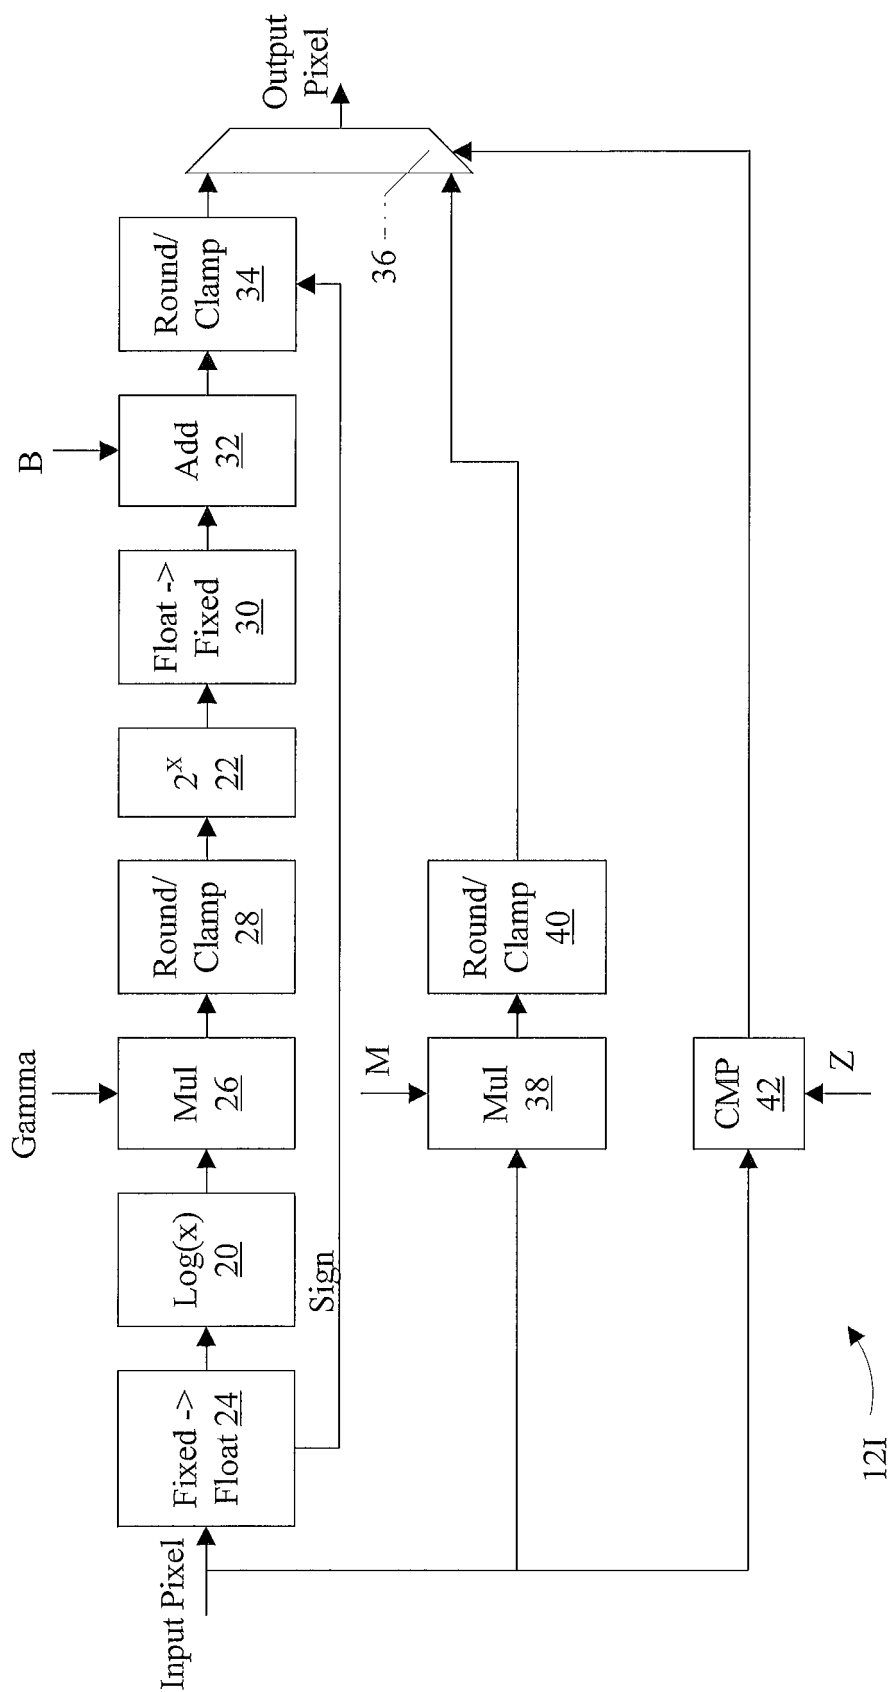 Input Pixel
Fixed ->
Float 24
Sign
Log(x)
20
Gamma
Mul
26
Round/
Clamp
28
2^x
22
Float ->
Fixed
30
B
Add
32
Round/
Clamp
34
Output
Pixel
36
M
Mul
38
Round/
Clamp
40
CMP
42
Z
12I